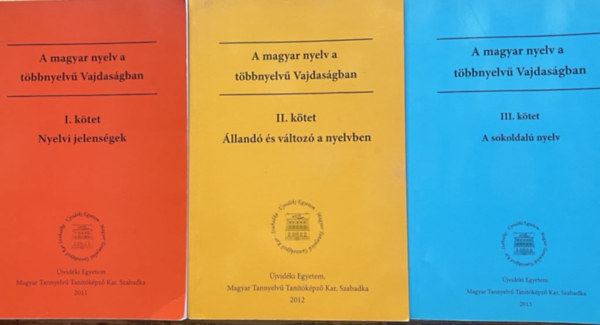 A magyar nyelv a
többnyelvű Vajdaságban
I. kötet
Nyelvi jelenségek
Újvidéki Egyetem,
Magyar Tannyelvű Tanítóképző Kar, Szabadka
A magyar nyelv a
többnyelvű Vajdaságban
II. kötet
Állandó és változó a nyelvben
Újvidéki Egyetem,
Magyar Tannyelvű Tanítóképző Kar, Szabadka
2012
A magyar nyelv a
többnyelvű Vajdaságban
III. kötet
A sokoldalú nyelv
Újvidéki Egyetem,
Magyar Tannyelvű Tanítóképző Kar, Szabadka
2013